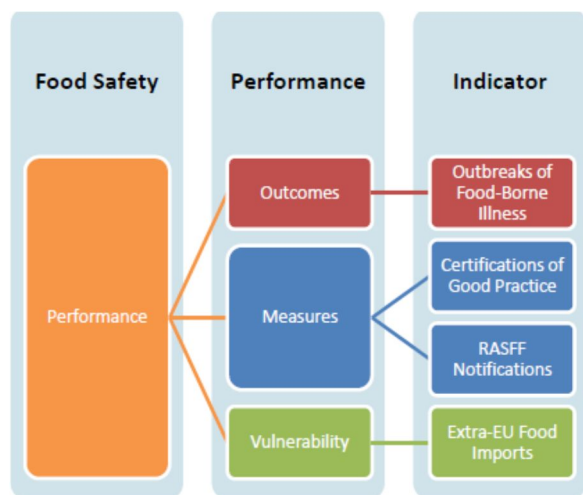 Food Safety
Performance
Indicator
Performance
Outcomes
Measures
Vulnerability
Outbreaks of
Food-Borne
Illness
Certifications of
Good Practice
RASFF
Notifications
Extra-EU Food
Imports